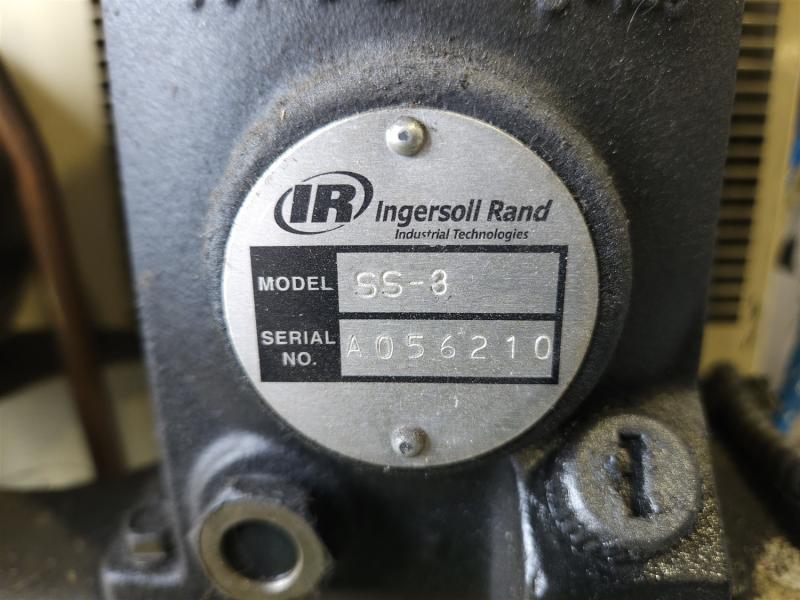 IR Ingersoll Rand
Industrial Technologies
MODEL SS-3
SERIAL NO. A056210